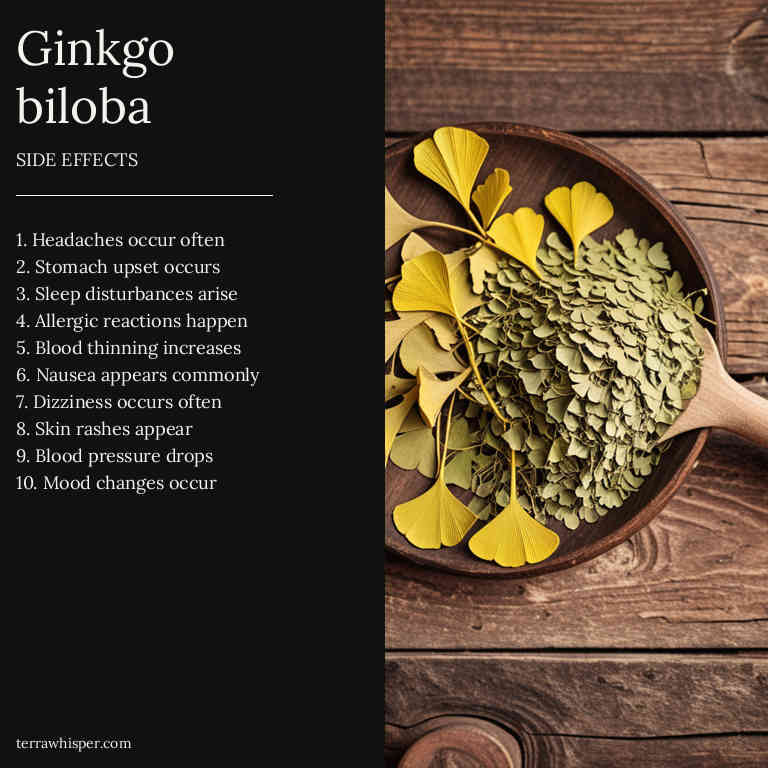 Ginkgo
biloba
SIDE EFFECTS
1. Headaches occur often
2. Stomach upset occurs
3. Sleep disturbances arise
4. Allergic reactions happen
5. Blood thinning increases
6. Nausea appears commonly
7. Dizziness occurs often
8. Skin rashes appear
9. Blood pressure drops
10. Mood changes occur
terrawhisper.com